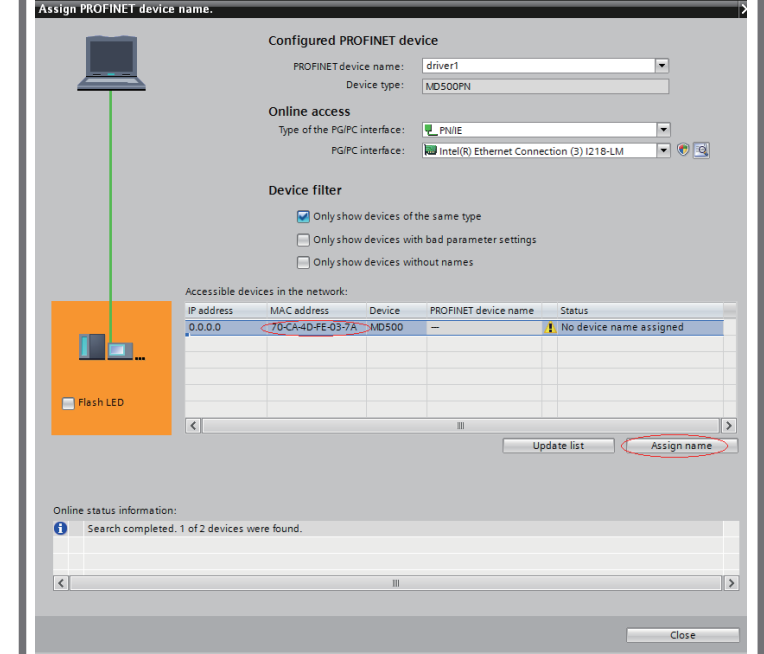 Assign PROFINET device name.
Configured PROFINET device
PROFINET device name: driver1
Device type: MD500PN
Online access
Type of the PG/PC interface: PN/IE
PG/PC interface: Intel(R) Ethernet Connection (3) I218-LM
Device filter
Only show devices of the same type
Only show devices with bad parameter settings
Only show devices without names
Accessible devices in the network:
IP address MAC address Device PROFINET device name Status
0.0.0.0 70-CA-4D-FE-03-7A MD500 — No device name assigned
...
Flash LED
Update list Assign name
Online status information:
Search completed. 1 of 2 devices were found.
Close